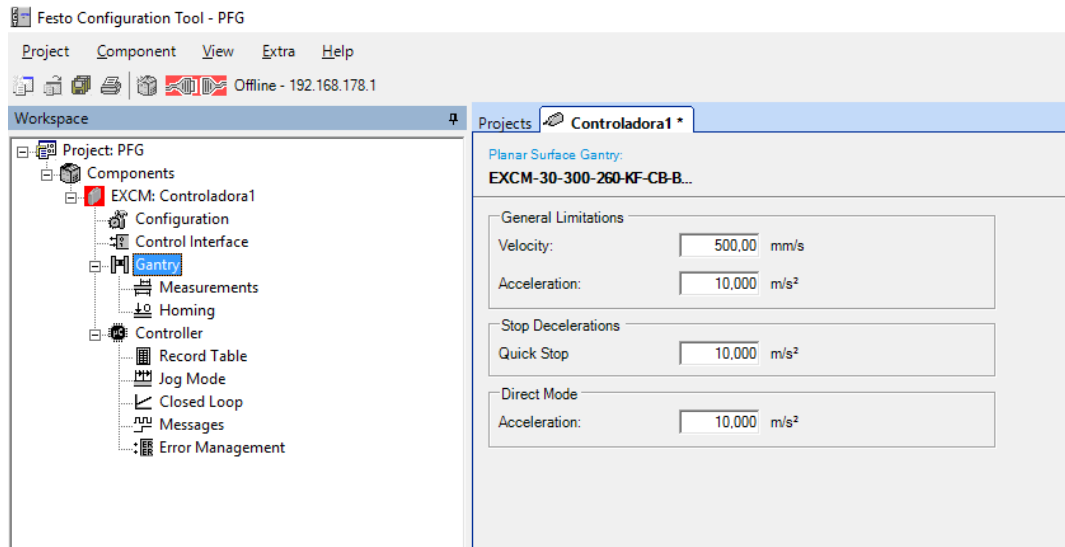 Festo Configuration Tool - PFG
Project Component View Extra Help
Offline - 192.168.178.1
Workspace
Project: PFG
Components
EXCM: Controladora1
Configuration
Control Interface
Gantry
Measurements
Homing
Controller
Record Table
Jog Mode
Closed Loop
Messages
Error Management
Projects Controladora1 *
Planar Surface Gantry:
EXCM-30-300-260-KF-CB-B...
General Limitations
Velocity: 500,00 mm/s
Acceleration: 10,000 m/s²
Stop Decelerations
Quick Stop 10,000 m/s²
Direct Mode
Acceleration: 10,000 m/s²